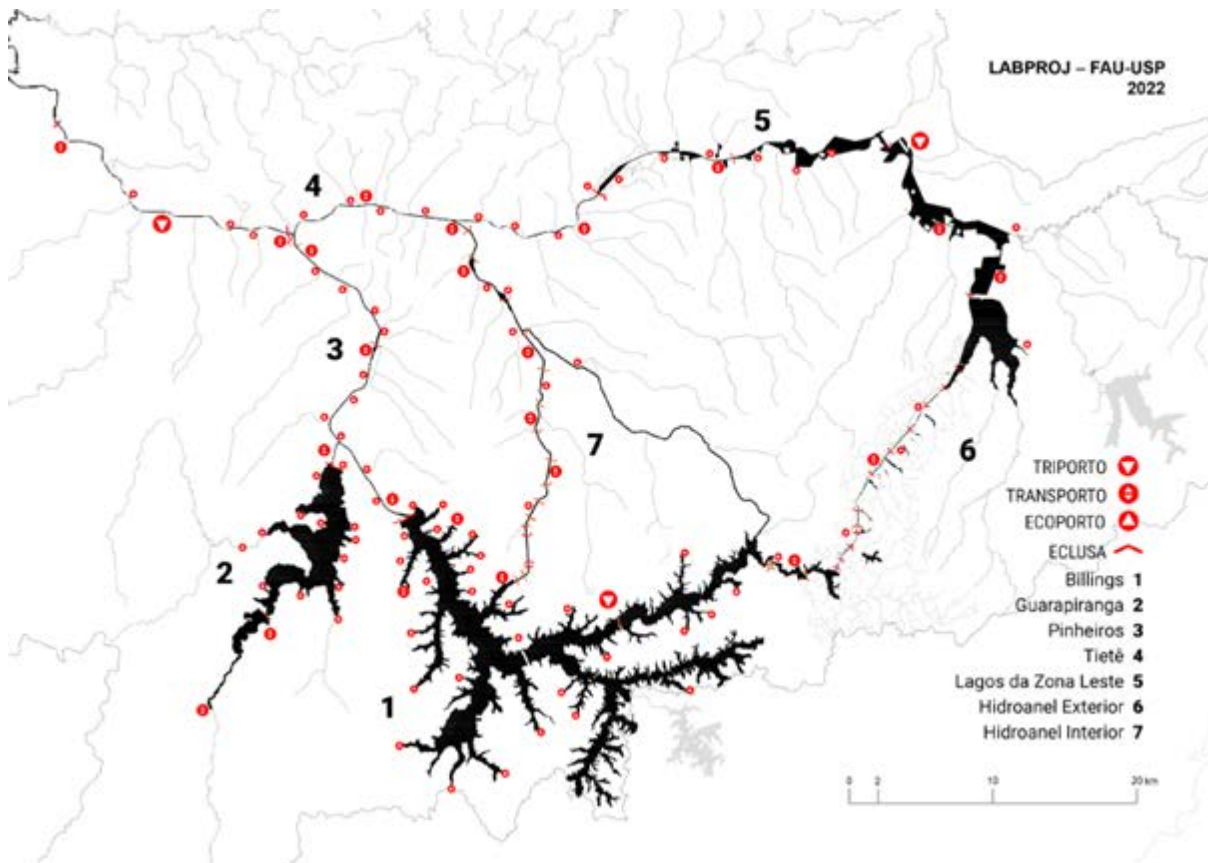 LABPROJ – FAU-USP
2022
5
4
3
7
6
2
1
TRIPORTO
TRANSPORTO
ECOPORTO
ECLUSA
Billings 1
Guarapiranga 2
Pinheiros 3
Tietê 4
Lagos da Zona Leste 5
Hidroanel Exterior 6
Hidroanel Interior 7
0 2 10 20 km